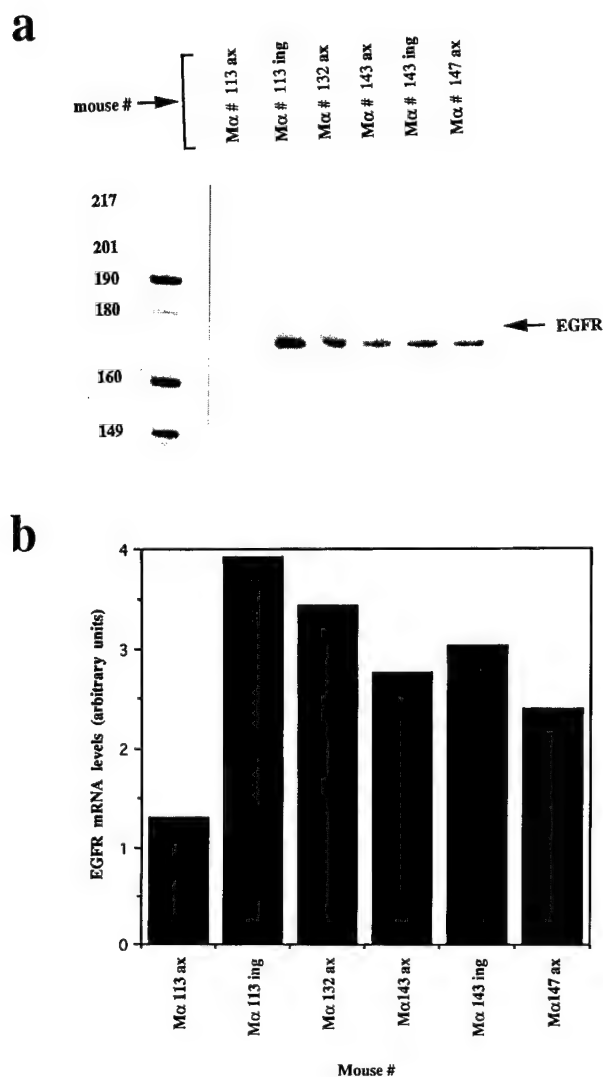 a
mouse #
Mα # 113 ax
Mα # 113 ing
Mα # 132 ax
Mα # 143 ax
Mα # 143 ing
Mα # 147 ax
217
201
190
180
160
149
EGFR
b
EGFR mRNA levels (arbitrary units)
4
3
2
1
0
Mα 113 ax
Mα 113 ing
Mα 132 ax
Mα143 ax
Mα 143 ing
Mα147 ax
Mouse #